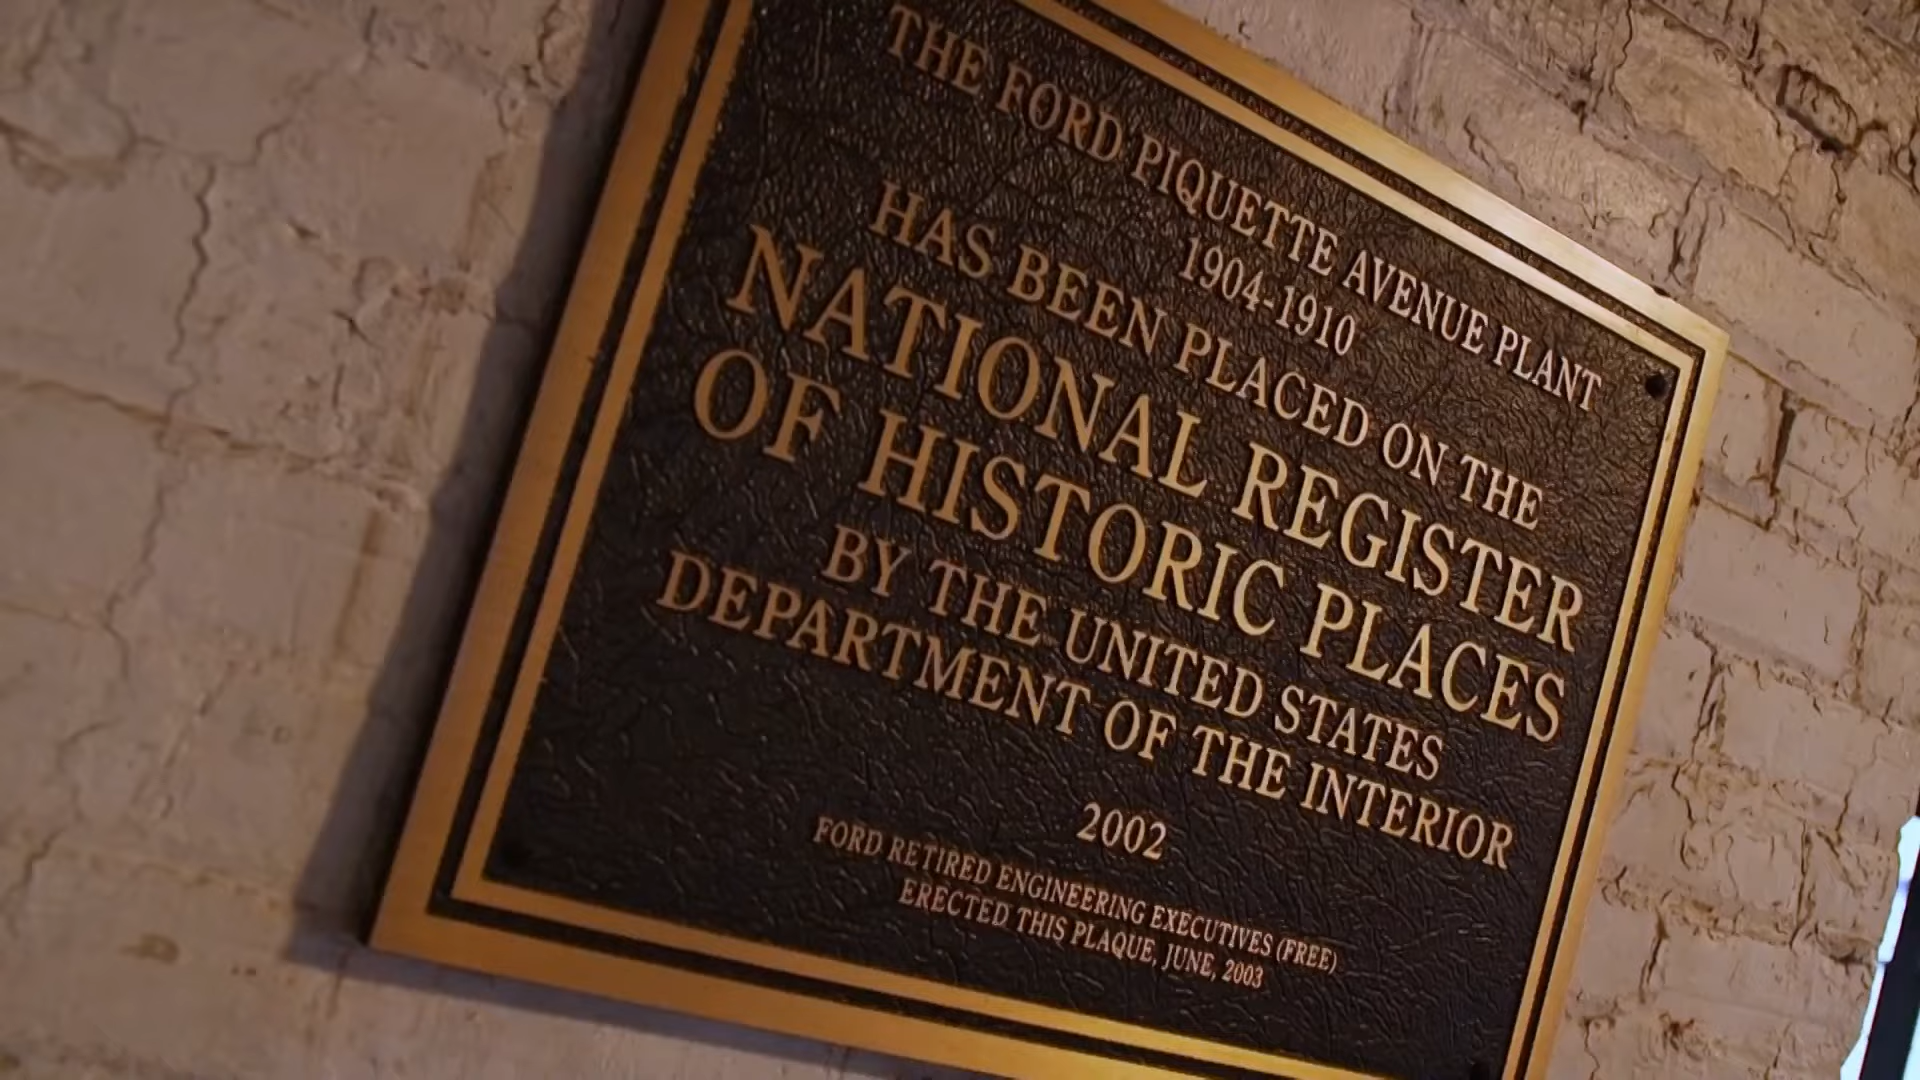 THE FORD PIQUETTE AVENUE PLANT
1904-1910
HAS BEEN PLACED ON THE
NATIONAL REGISTER
OF HISTORIC PLACES
BY THE UNITED STATES
DEPARTMENT OF THE INTERIOR
2002
FORD RETIRED ENGINEERING EXECUTIVES (FREE)
ERECTED THIS PLAQUE, JUNE, 2003